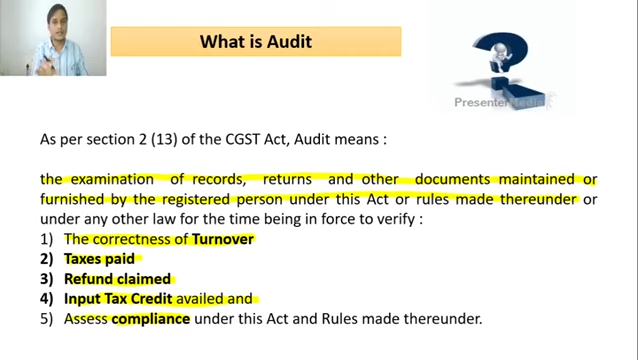 What is Audit
As per section 2 (13) of the CGST Act, Audit means :
the examination of records, returns and other documents maintained or
furnished by the registered person under this Act or rules made thereunder or
under any other law for the time being in force to verify :
1) The correctness of Turnover
2) Taxes paid
3) Refund claimed
4) Input Tax Credit availed and
5) Assess compliance under this Act and Rules made thereunder.